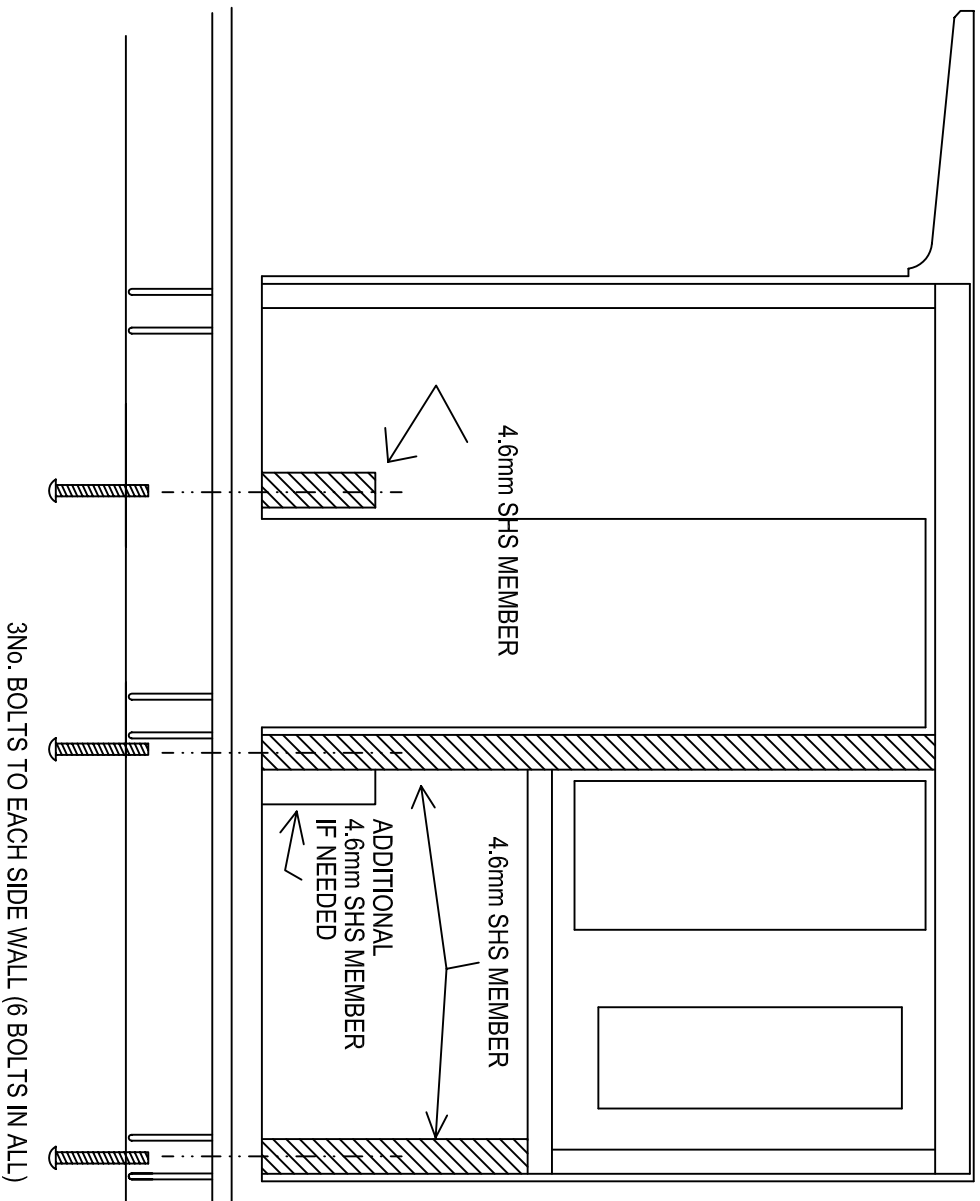 4.6mm SHS MEMBER
4.6mm SHS MEMBER
ADDITIONAL
4.6mm SHS MEMBER
IF NEEDED
3No. BOLTS TO EACH SIDE WALL (6 BOLTS IN ALL)